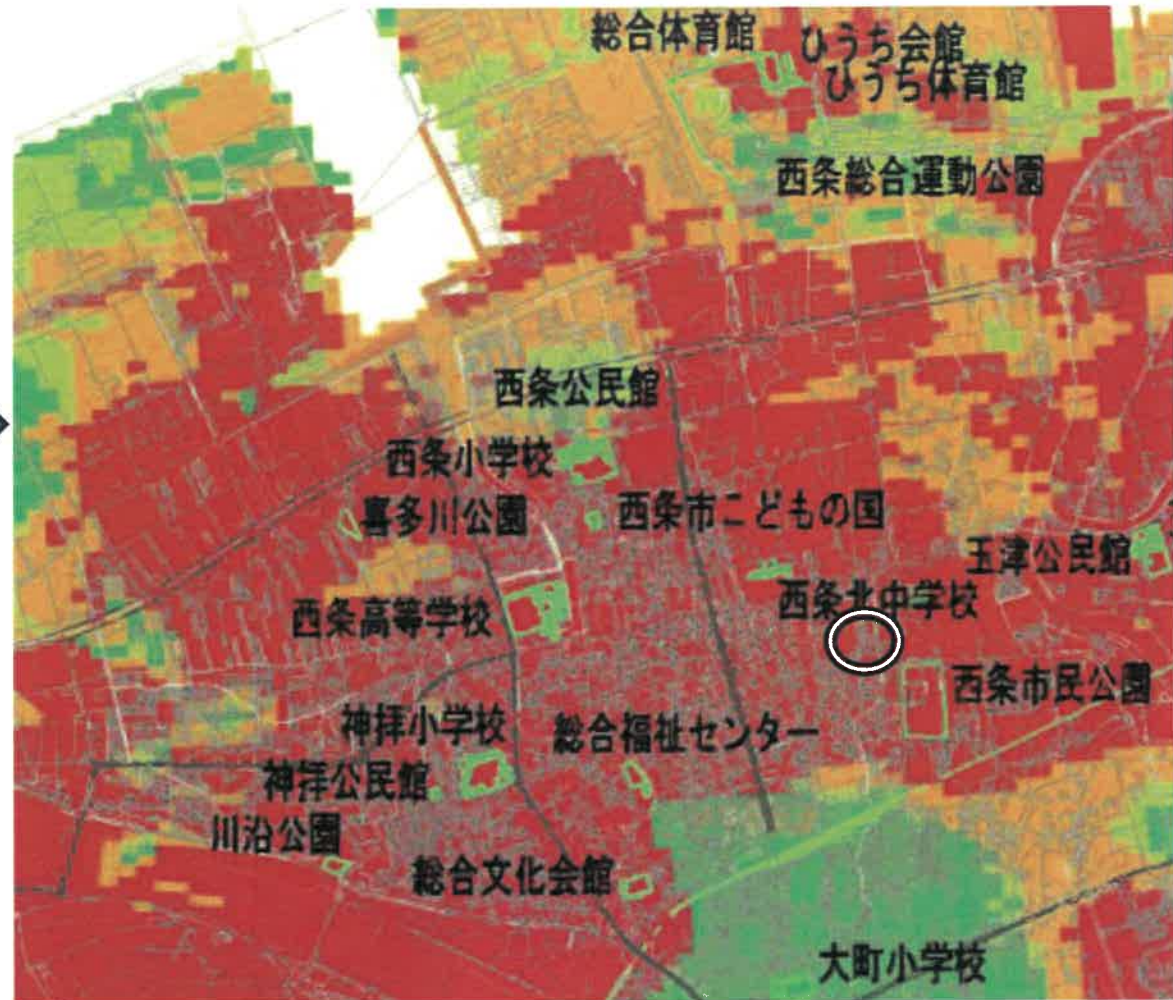 総合体育館
ひうち会館
ひうち体育館
西条総合運動公園
西条公民館
西条小学校
喜多川公園
西条市こどもの国
玉津公民館
西条北中学校
西条高等学校
西条市民公園
神拝小学校
総合福祉センター
神拝公民館
川沿公園
総合文化会館
大町小学校